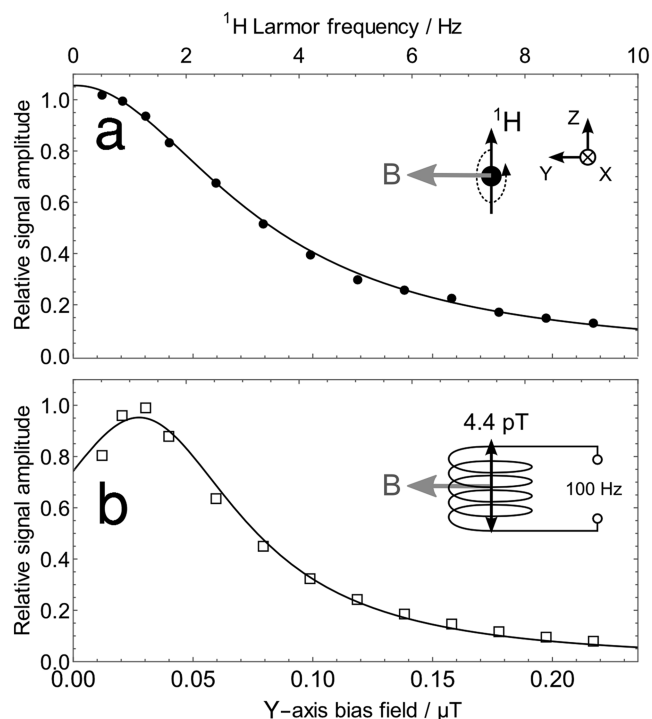 ¹H Larmor frequency / Hz
0 2 4 6 8 10
Relative signal amplitude
1.0
0.8
0.6
0.4
0.2
0.0
a
¹H
B
Z
Y
X
Relative signal amplitude
1.0
0.8
0.6
0.4
0.2
0.0
b
4.4 pT
B
100 Hz
0.00 0.05 0.10 0.15 0.20
Y-axis bias field / μT